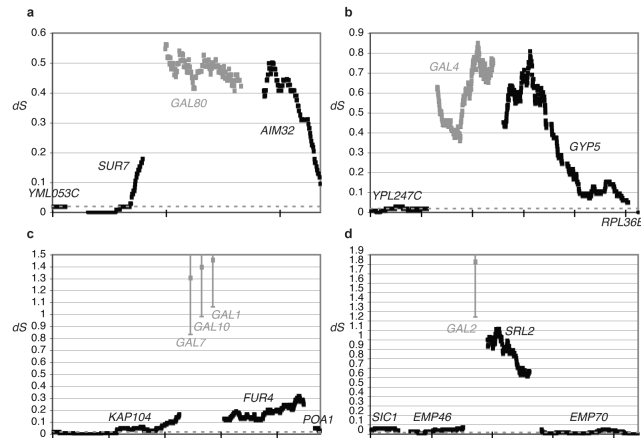 a
0.6
0.5
0.4
0.3
0.2
0.1
0
dS
GAL80
AIM32
SUR7
YML053C
b
0.9
0.8
0.7
0.6
0.5
0.4
0.3
0.2
0.1
0
dS
GAL4
GYP5
YPL247C
RPL36B
c
1.5
1.4
1.3
1.2
1.1
1
0.9
0.8
0.7
0.6
0.5
0.4
0.3
0.2
0.1
0
dS
GAL1
GAL10
GAL7
KAP104
FUR4
POA1
d
1.9
1.8
1.7
1.6
1.5
1.4
1.3
1.2
1.1
1
0.9
0.8
0.7
0.6
0.5
0.4
0.3
0.2
0.1
0
dS
GAL2
SRL2
SIC1
EMP46
EMP70